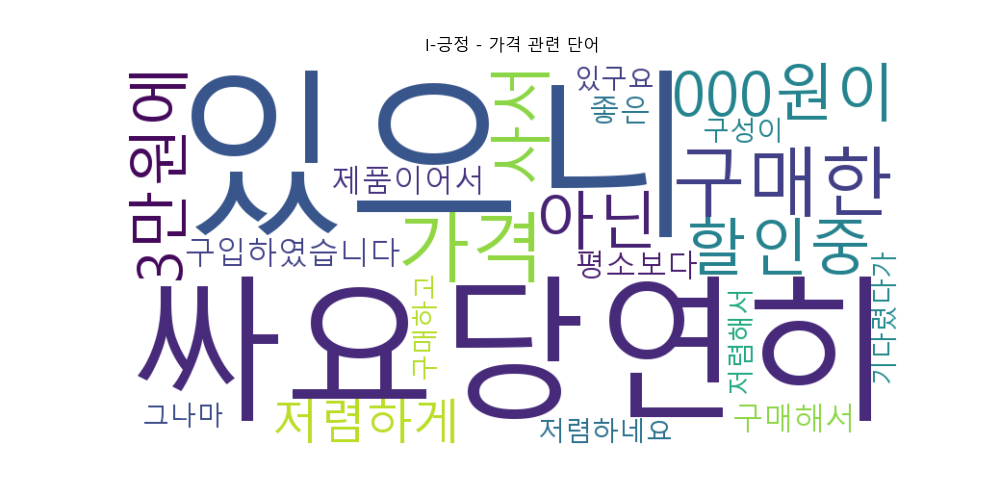 I-긍정 - 가격 관련 단어
3만원에
있으니
사서
있구요
좋은
000원이
구성이
제품이어서
구매한
아닌
가격
할인중
구입하였습니다
평소보다
기다렸다가
싸요당연히
구매하고
저렴해서
그나마
저렴하게
저렴하네요
구매해서